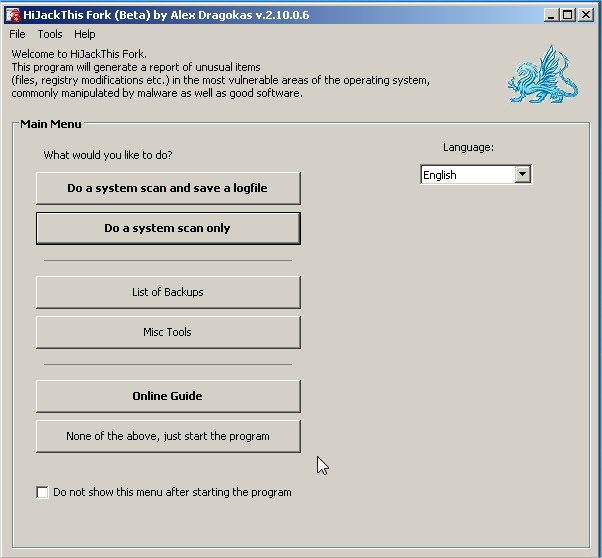 HiJackThis Fork (Beta) by Alex Dragokas v.2.10.0.6
File Tools Help
Welcome to HiJackThis Fork.
This program will generate a report of unusual items
(files, registry modifications etc.) in the most vulnerable areas of the operating system,
commonly manipulated by malware as well as good software.
Main Menu
What would you like to do?
Language:
Do a system scan and save a logfile
English
Do a system scan only
List of Backups
Misc Tools
Online Guide
None of the above, just start the program
Do not show this menu after starting the program